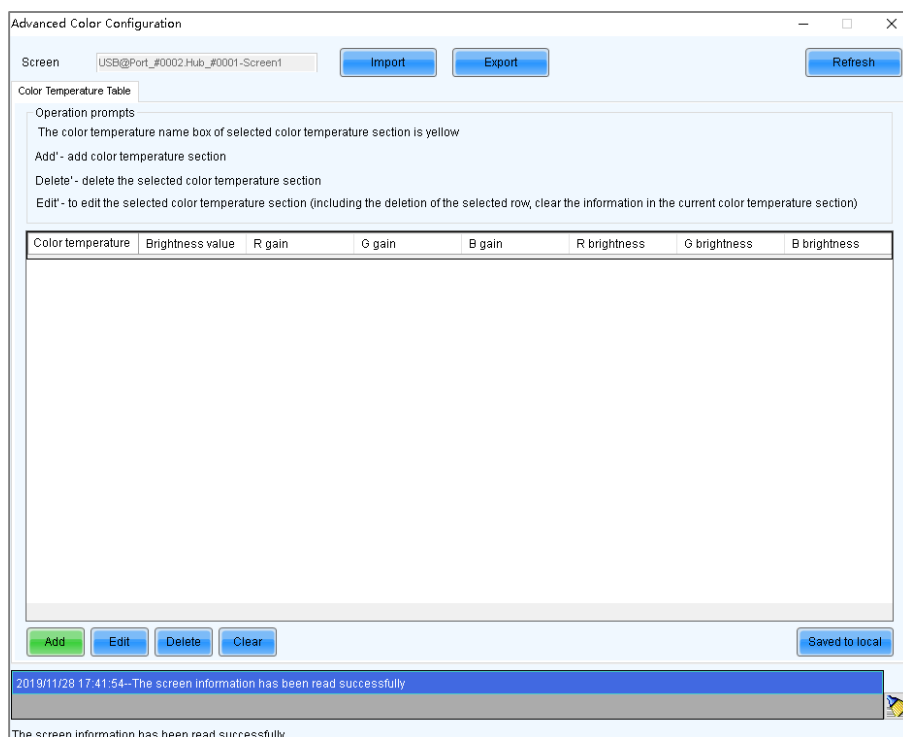 Advanced Color Configuration
Screen USB@Port_#0002.Hub_#0001-Screen1 Import Export Refresh
Color Temperature Table
Operation prompts
The color temperature name box of selected color temperature section is yellow
Add'- add color temperature section
Delete'- delete the selected color temperature section
Edit'- to edit the selected color temperature section (including the deletion of the selected row, clear the information in the current color temperature section)
Color temperature Brightness value R gain G gain B gain R brightness G brightness B brightness
Add Edit Delete Clear Saved to local
2019/11/28 17:41:54--The screen information has been read successfully
The screen information has been read successfully